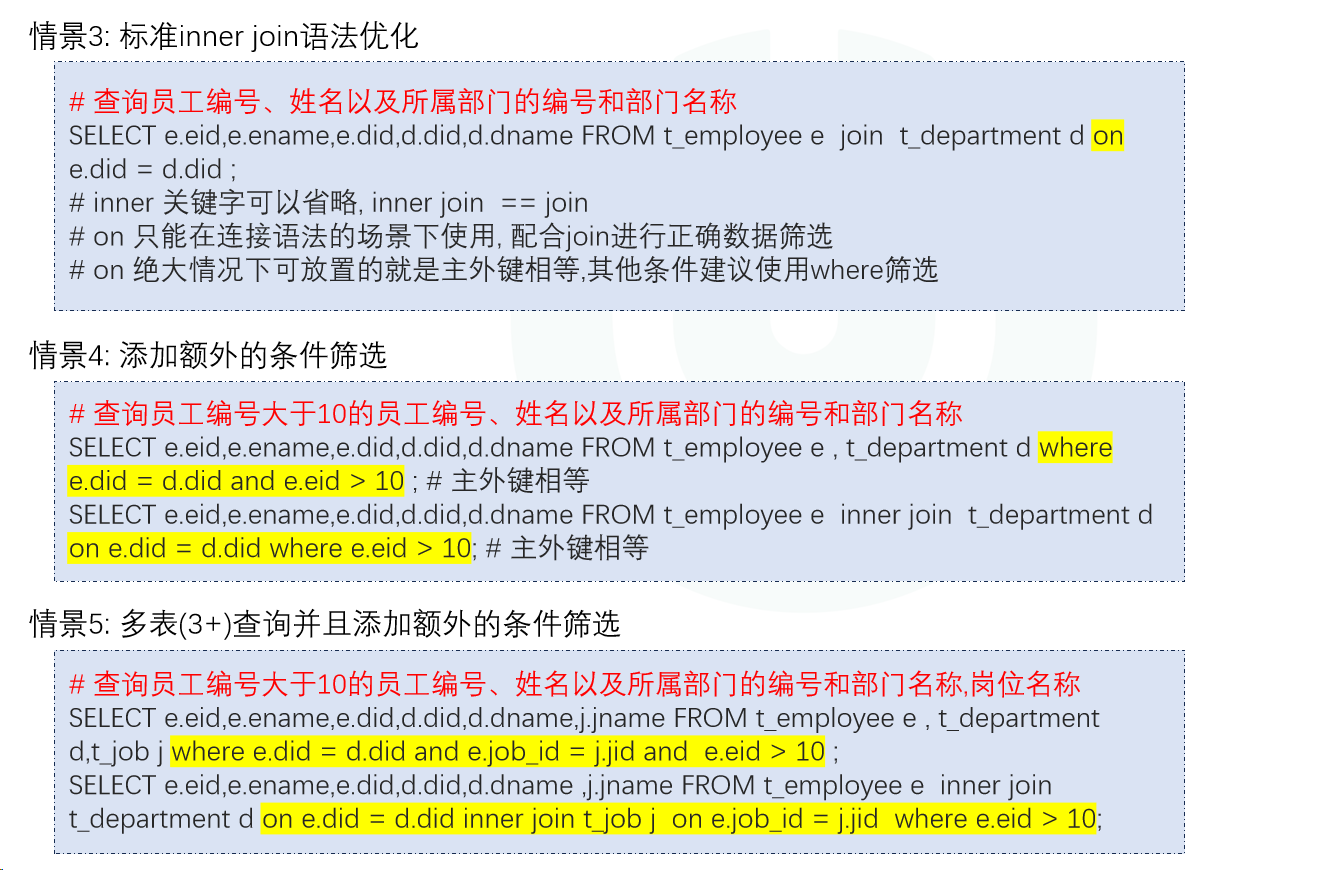 情景3: 标准inner join语法优化
# 查询员工编号、姓名以及所属部门的编号和部门名称
SELECT e.eid,e.ename,e.did,d.did,d.dname FROM t_employee e  join  t_department d on
e.did = d.did ;
# inner 关键字可以省略, inner join  == join
# on 只能在连接语法的场景下使用, 配合join进行正确数据筛选
# on 绝大情况下可放置的就是主外键相等,其他条件建议使用where筛选
情景4: 添加额外的条件筛选
# 查询员工编号大于10的员工编号、姓名以及所属部门的编号和部门名称
SELECT e.eid,e.ename,e.did,d.did,d.dname FROM t_employee e , t_department d where
e.did = d.did and e.eid > 10 ; # 主外键相等
SELECT e.eid,e.ename,e.did,d.did,d.dname FROM t_employee e  inner join  t_department d
on e.did = d.did where e.eid > 10; # 主外键相等
情景5: 多表(3+)查询并且添加额外的条件筛选
# 查询员工编号大于10的员工编号、姓名以及所属部门的编号和部门名称,岗位名称
SELECT e.eid,e.ename,e.did,d.did,d.dname,j.jname FROM t_employee e , t_department
d,t_job j where e.did = d.did and e.job_id = j.jid and  e.eid > 10 ;
SELECT e.eid,e.ename,e.did,d.did,d.dname ,j.jname FROM t_employee e  inner join
t_department d on e.did = d.did inner join t_job j  on e.job_id = j.jid  where e.eid > 10;